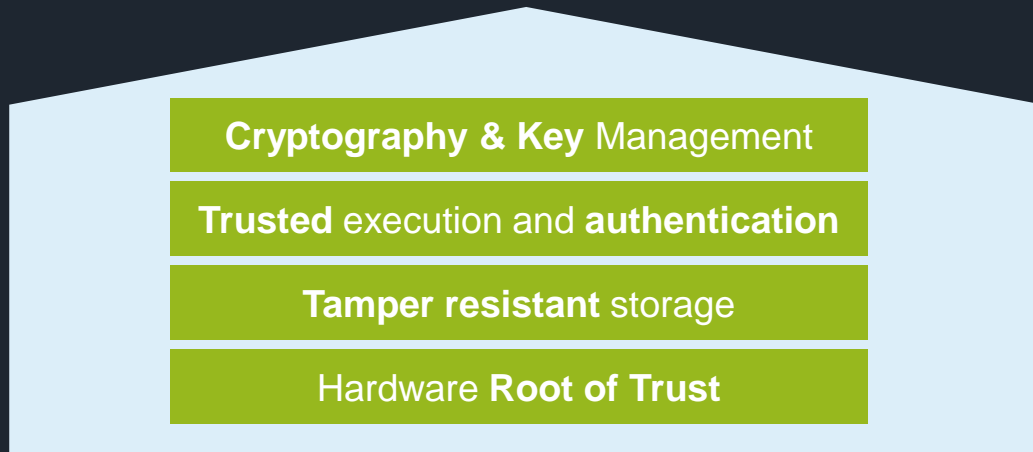 Cryptography & Key Management
Trusted execution and authentication
Tamper resistant storage
Hardware Root of Trust